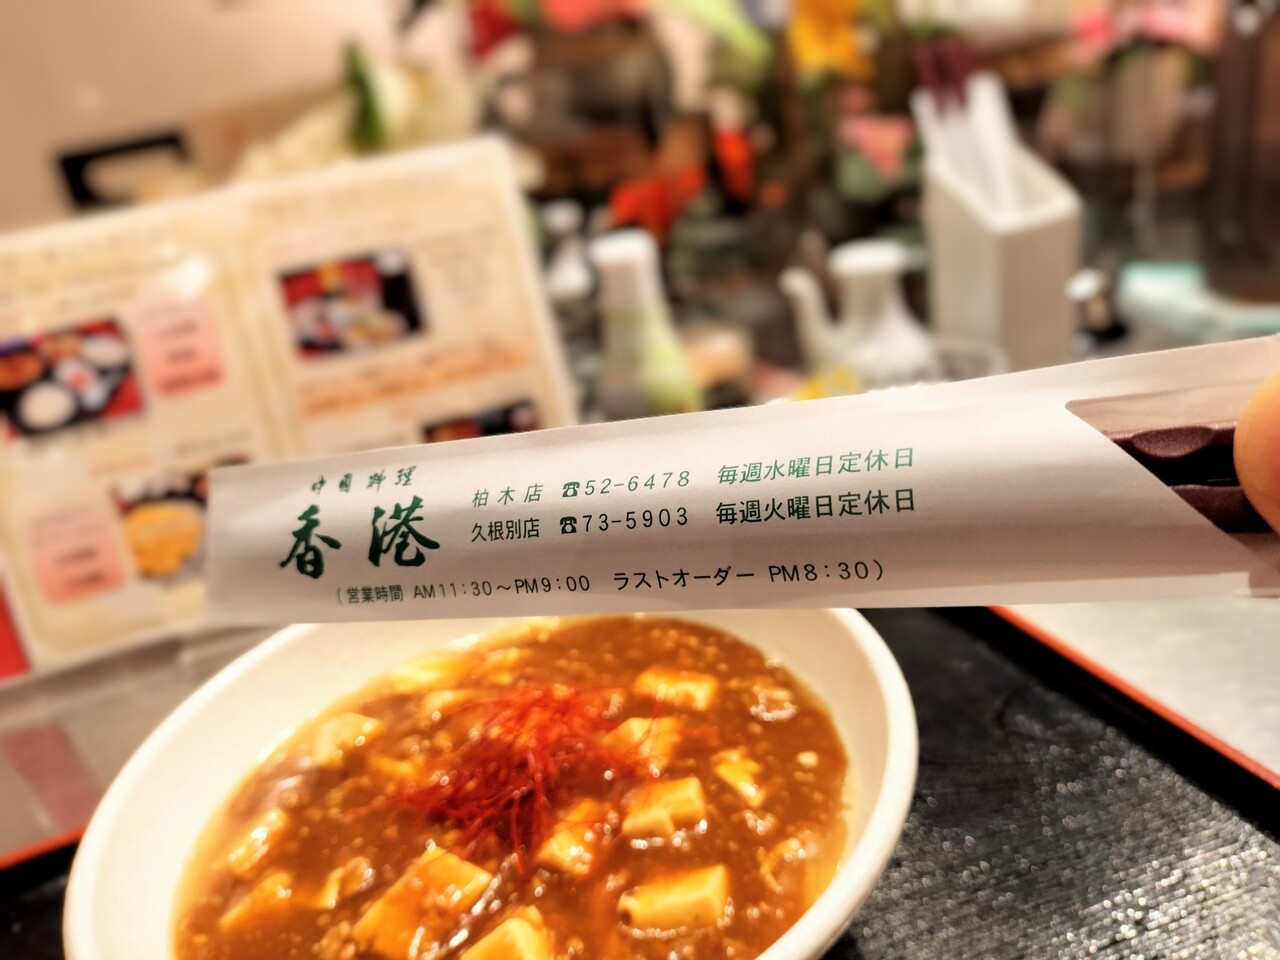 中国料理
香港
柏木店 ☎52-6478 毎週水曜日定休日
久根別店 ☎73-5903 毎週火曜日定休日
(営業時間 AM11:30～PM9:00 ラストオーダー PM8:30)